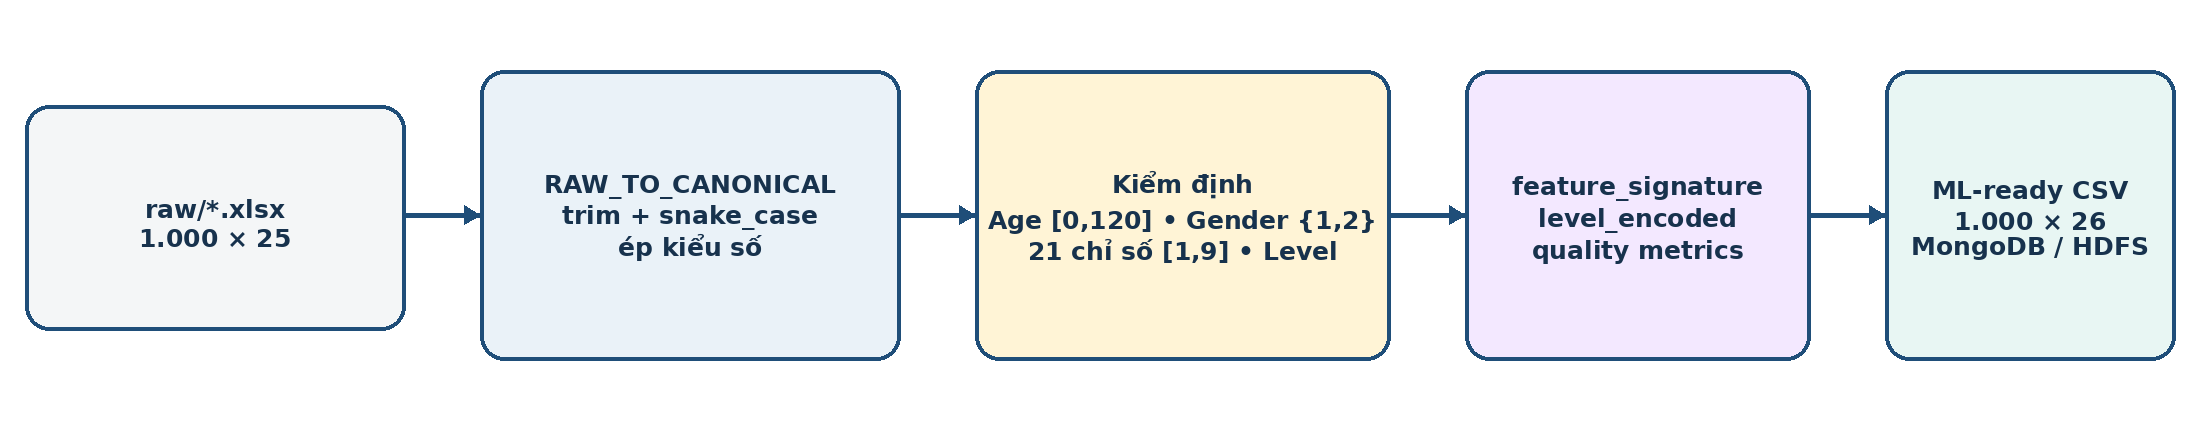 raw/*.xlsx
1.000 × 25
RAW_TO_CANONICAL
trim + snake_case
ép kiểu số
Kiểm định
Age [0,120] • Gender {1,2}
21 chỉ số [1,9] • Level
feature_signature
level_encoded
quality metrics
ML-ready CSV
1.000 × 26
MongoDB / HDFS